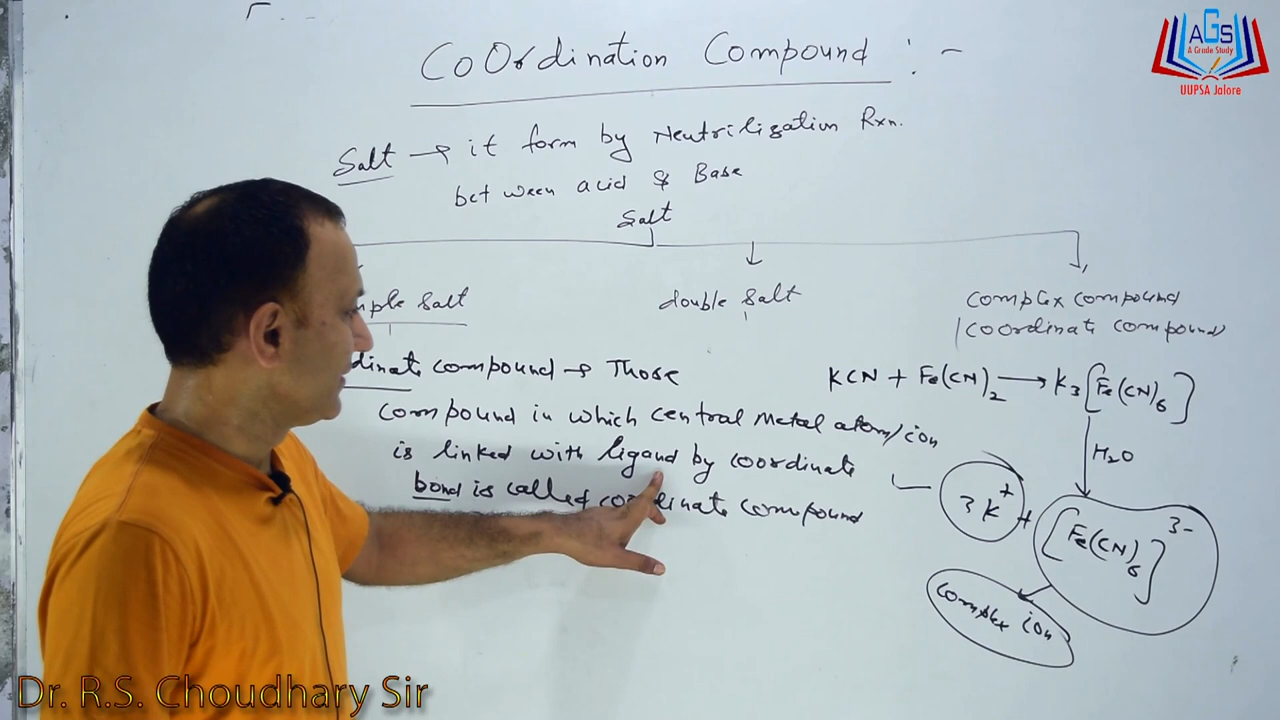 CoOrdination Compound :-
AGS
A Grade Study
UUPSA Jalore
Salt → it form by Neutrilization Rxn.
between acid & Base
Salt
mple Salt
double Salt
complex compound
/coordinate compound
dinate compound → Those
compound in which central metal atom/ion
is linked with ligand by coordinate
bond is called coordinate compound
KCN + Fe(CN)₂ → K₃[Fe(CN)₆]
H₂O
3K⁺ + [Fe(CN)₆]³⁻
complex ion
Dr. R.S. Choudhary Sir